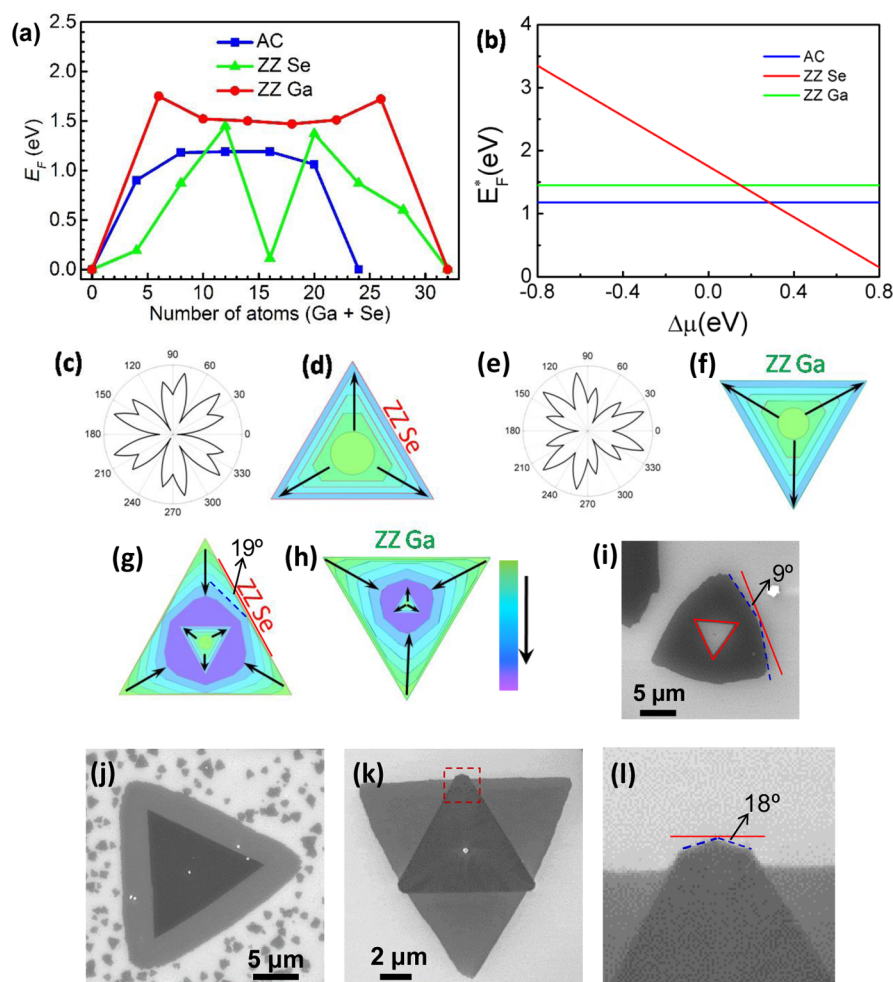 (a)
2.5
2.0
1.5
1.0
0.5
0.0
E_F (eV)
AC
ZZ Se
ZZ Ga
0 5 10 15 20 25 30
Number of atoms (Ga + Se)
(b)
4
3
2
1
0
E*_F(eV)
AC
ZZ Se
ZZ Ga
-0.8 -0.4 0.0 0.4 0.8
Δμ(eV)
(c)
90
120 60
150 30
180 0
210 330
240 300
270
(d)
ZZ Se
(e)
90
120 60
150 30
180 0
210 330
240 300
270
(f)
ZZ Ga
(g)
19º
ZZ Se
(h)
ZZ Ga
(i)
9º
5 μm
(j)
5 μm
(k)
2 μm
(l)
18º